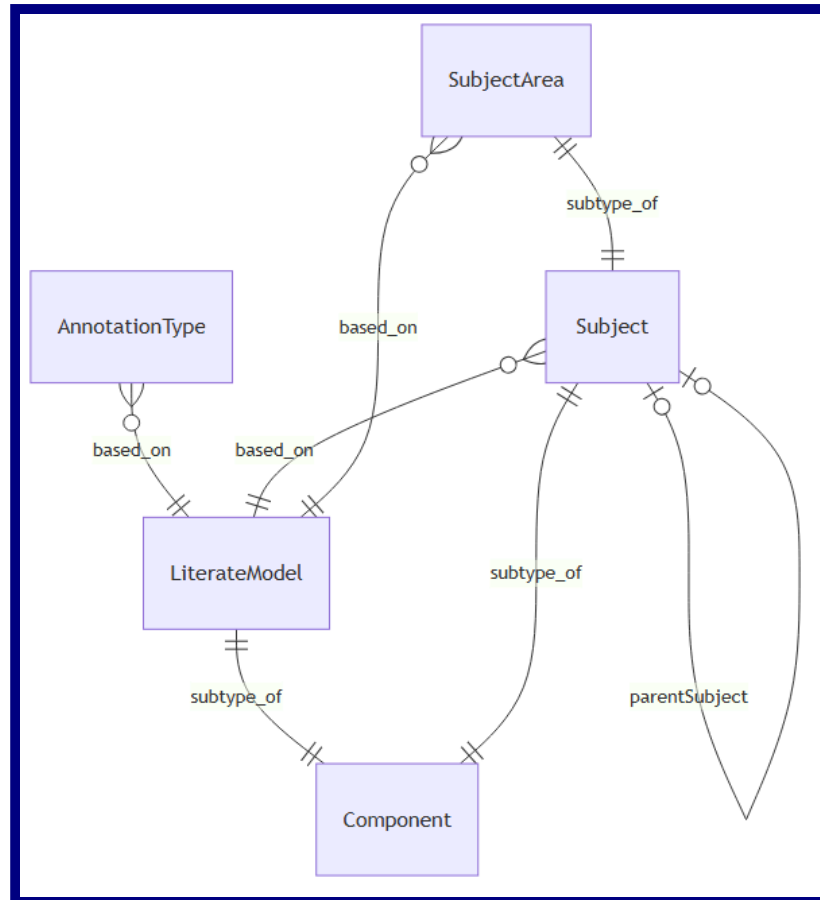 SubjectArea
subtype_of
AnnotationType
based_on
Subject
based_on
based_on
LiterateModel
subtype_of
subtype_of
parentSubject
Component